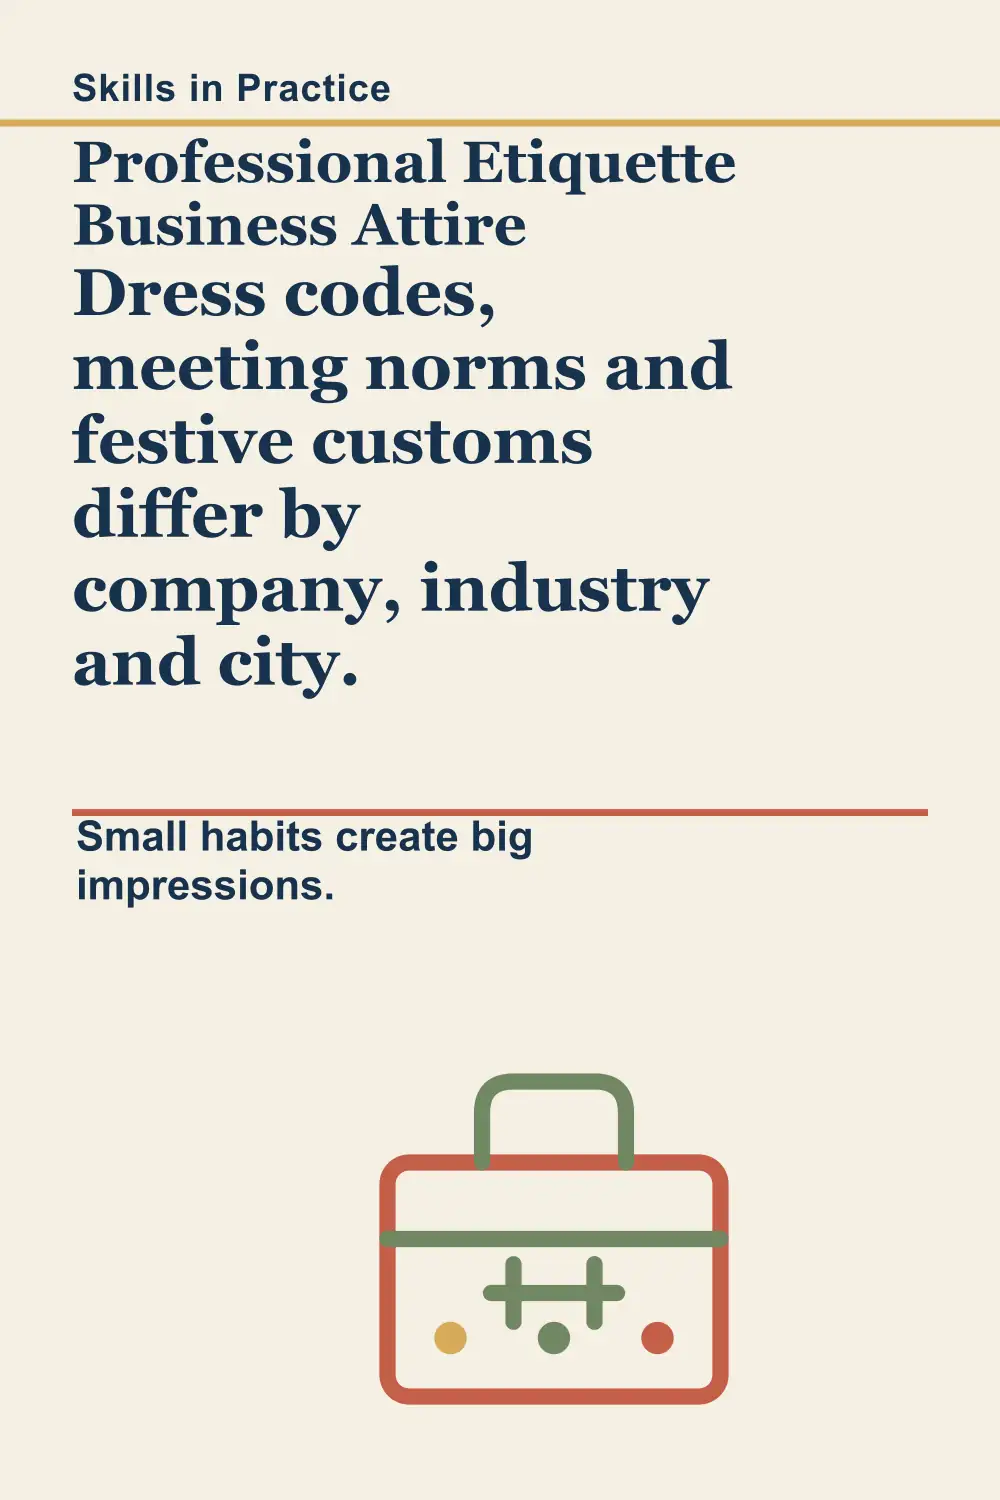 Skills in Practice
Professional Etiquette
Business Attire
Dress codes,
meeting norms and
festive customs
differ by
company, industry
and city.
Small habits create big
impressions.